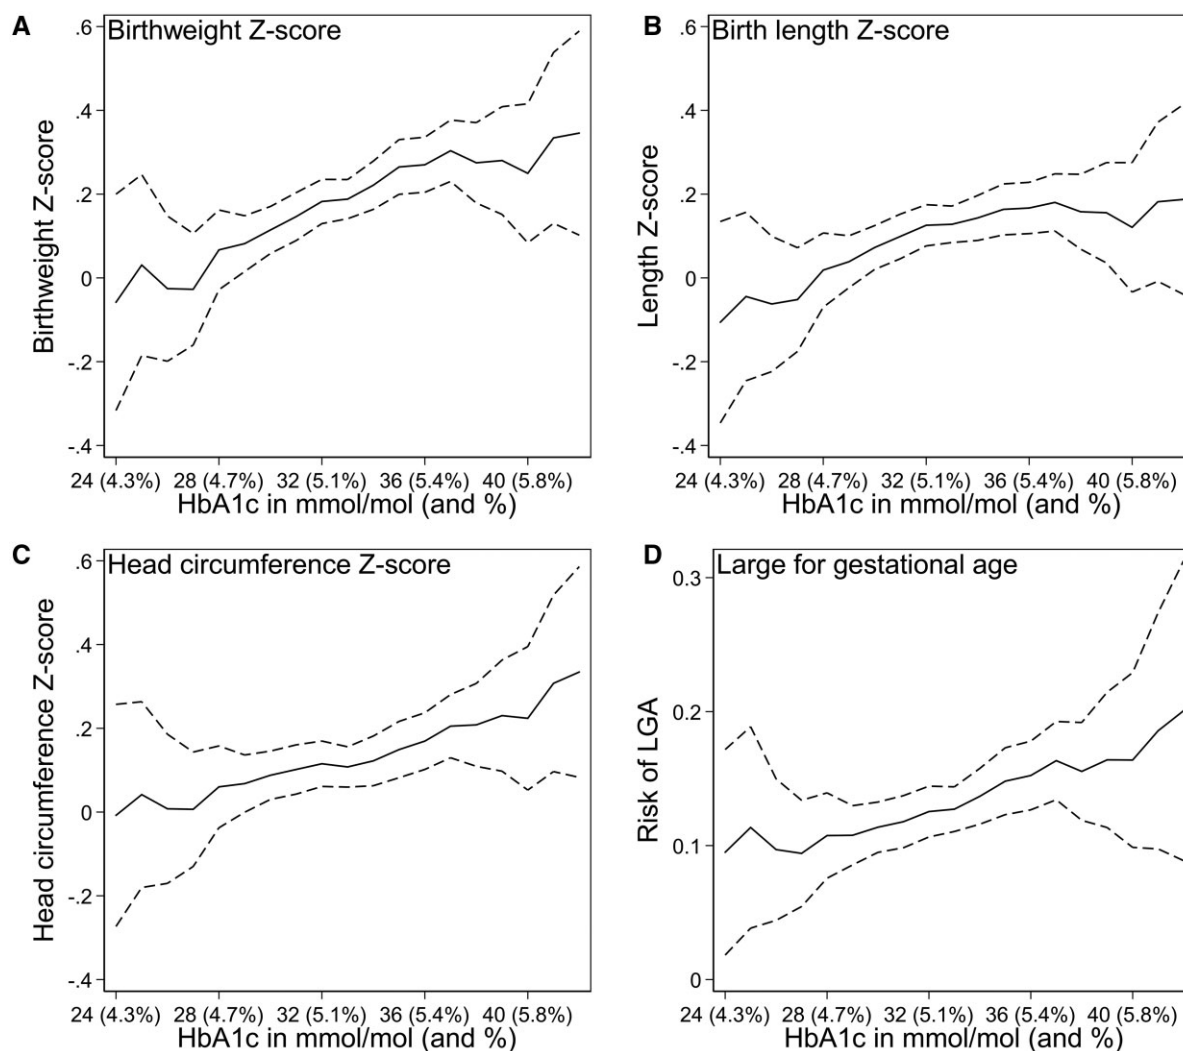 A
Birthweight Z-score
Birthweight Z-score
.6
.4
.2
0
-.2
-.4
24 (4.3%) 28 (4.7%) 32 (5.1%) 36 (5.4%) 40 (5.8%)
HbA1c in mmol/mol (and %)
B
Birth length Z-score
Length Z-score
.6
.4
.2
0
-.2
-.4
24 (4.3%) 28 (4.7%) 32 (5.1%) 36 (5.4%) 40 (5.8%)
HbA1c in mmol/mol (and %)
C
Head circumference Z-score
Head circumference Z-score
.6
.4
.2
0
-.2
-.4
24 (4.3%) 28 (4.7%) 32 (5.1%) 36 (5.4%) 40 (5.8%)
HbA1c in mmol/mol (and %)
D
Large for gestational age
Risk of LGA
0.3
0.2
0.1
0
24 (4.3%) 28 (4.7%) 32 (5.1%) 36 (5.4%) 40 (5.8%)
HbA1c in mmol/mol (and %)